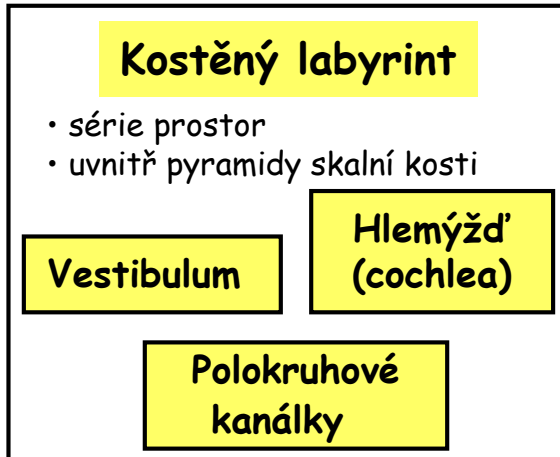 Kostěný labyrint
• série prostor
• uvnitř pyramidy skalní kosti
Vestibulum
Hlemýžď
(cochlea)
Polokruhové
kanálky